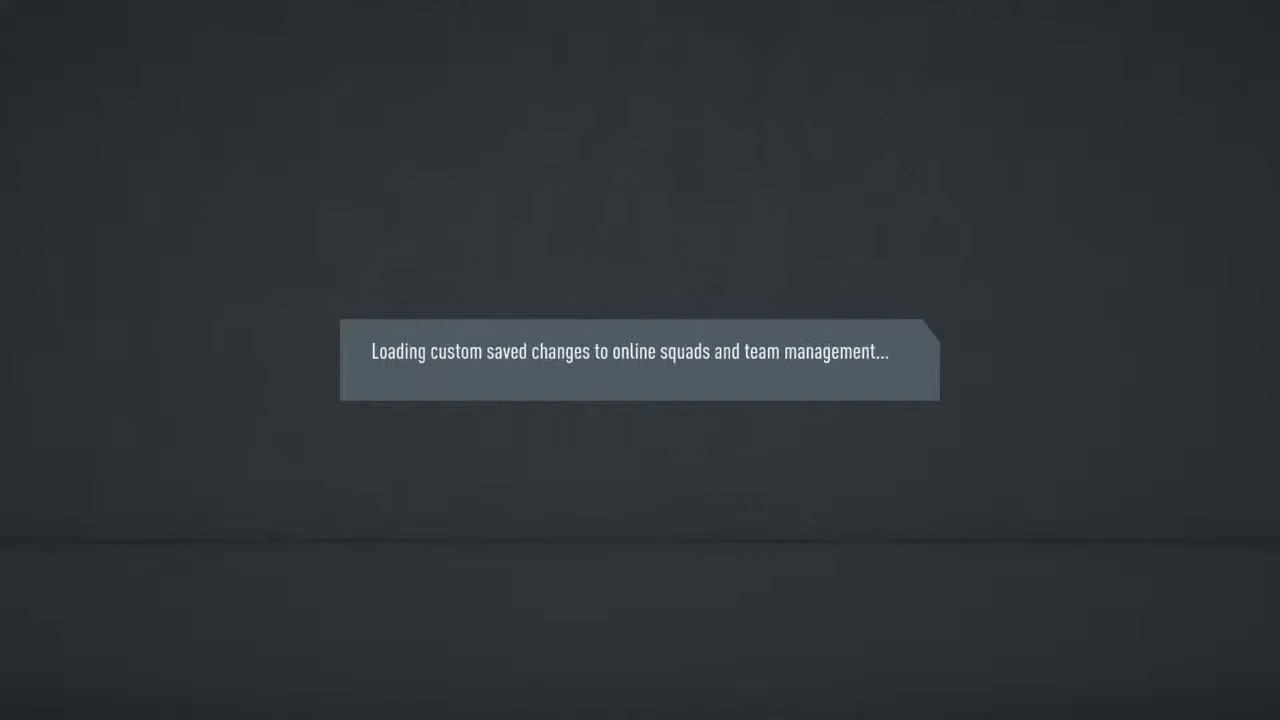 Loading custom saved changes to online squads and team management...